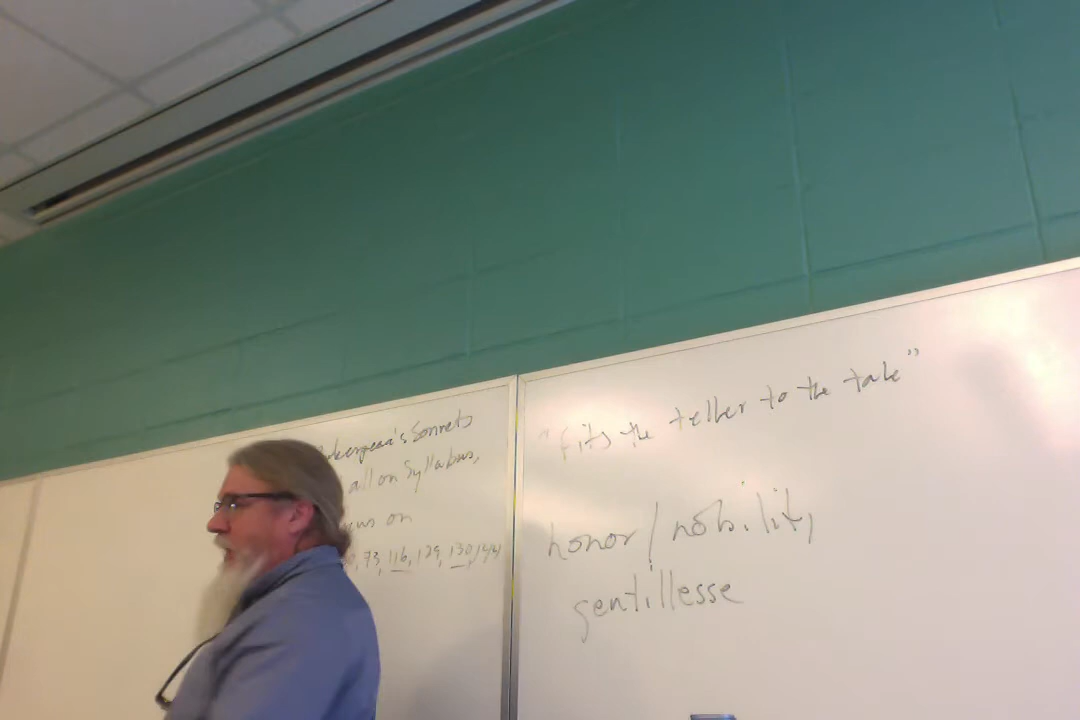 Sonnets
all on Syllabus,
on
73, 116, 129, 130, 144
"Fits the teller to the tale"
honor/nobility,
gentillesse